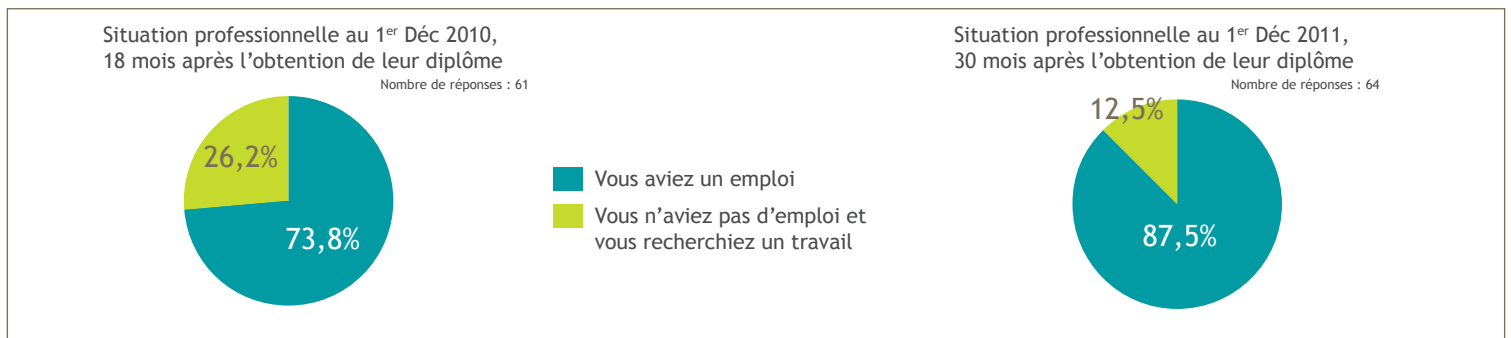 Situation professionnelle au 1er Déc 2010,
18 mois après l'obtention de leur diplôme
Nombre de réponses : 61
26,2%
73,8%
Vous aviez un emploi
Vous n'aviez pas d'emploi et
vous recherchiez un travail
Situation professionnelle au 1er Déc 2011,
30 mois après l'obtention de leur diplôme
Nombre de réponses : 64
12,5%
87,5%